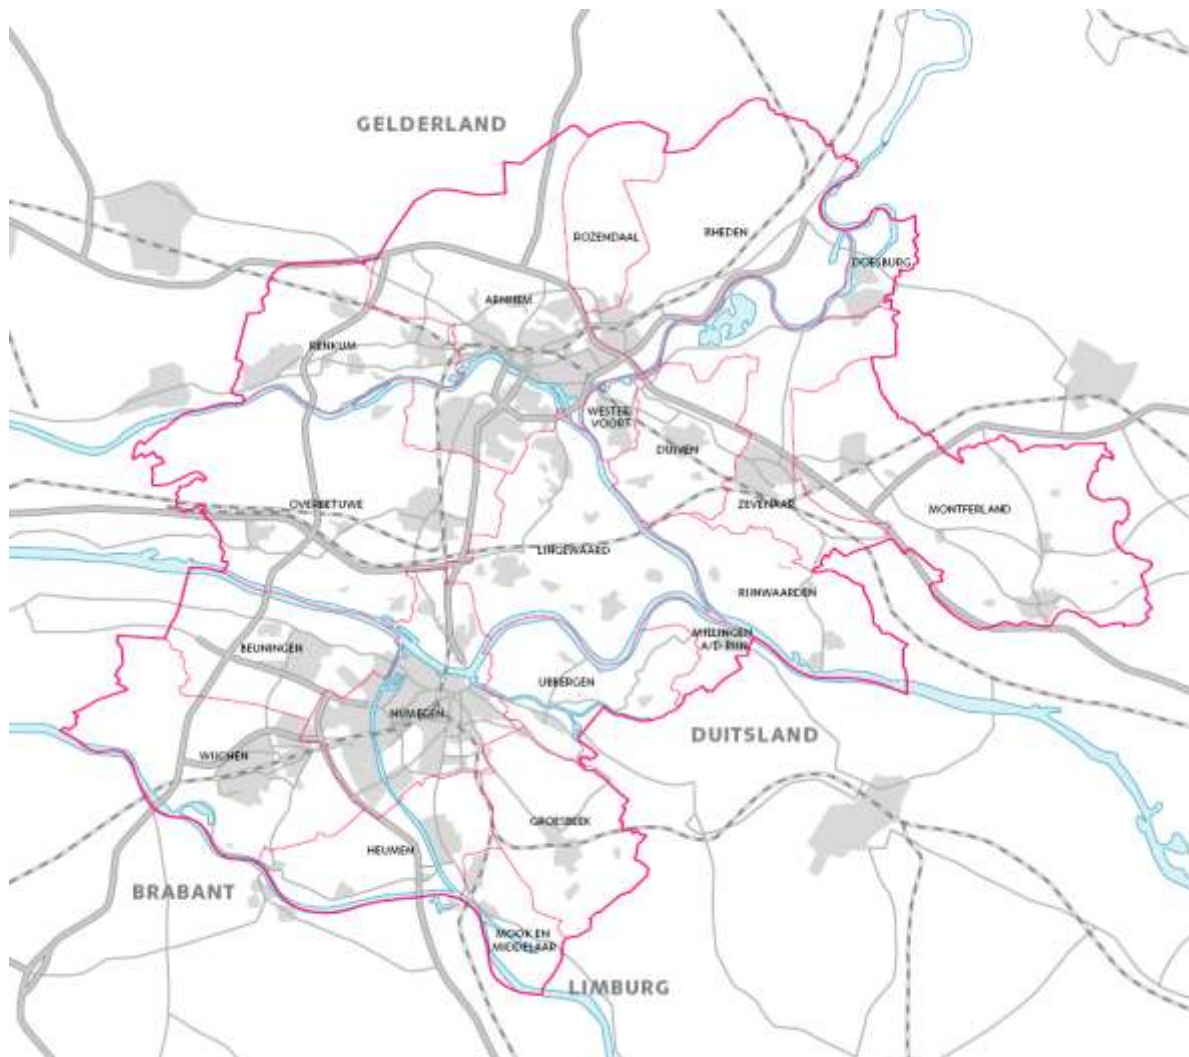 GELDERLAND
ROZENDAAL
RHEDEN
DOESBURG
ARNHEM
RENKUM
WESTER
VOORT
DUIVEN
OVERBETUWE
ZEVENAAR
MONTFERLAND
LINGEWAARD
RIJNWAARDEN
MILLINGEN
A/D RIJN
BEUNINGEN
UBBERGEN
NIJMEGEN
DUITSLAND
WIJCHEN
GROESBEEK
HEUMEN
BRABANT
MOOK EN
MIDDELAAR
LIMBURG